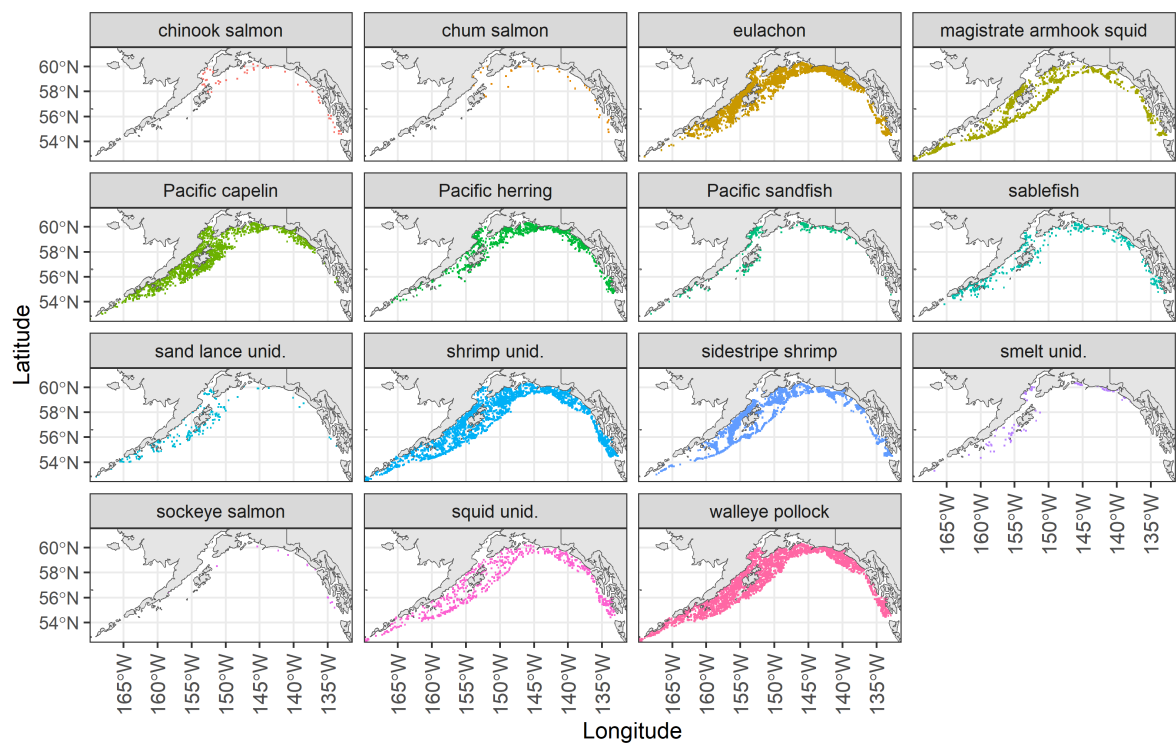 chinook salmon
chum salmon
eulachon
magistrate armhook squid
60°N
58°N
56°N
54°N
Pacific capelin
Pacific herring
Pacific sandfish
sablefish
60°N
58°N
56°N
54°N
Latitude
sand lance unid.
shrimp unid.
sidestripe shrimp
smelt unid.
60°N
58°N
56°N
54°N
165°W
160°W
155°W
150°W
145°W
140°W
135°W
sockeye salmon
squid unid.
walleye pollock
60°N
58°N
56°N
54°N
165°W
160°W
155°W
150°W
145°W
140°W
135°W
165°W
160°W
155°W
150°W
145°W
140°W
135°W
165°W
160°W
155°W
150°W
145°W
140°W
135°W
Longitude